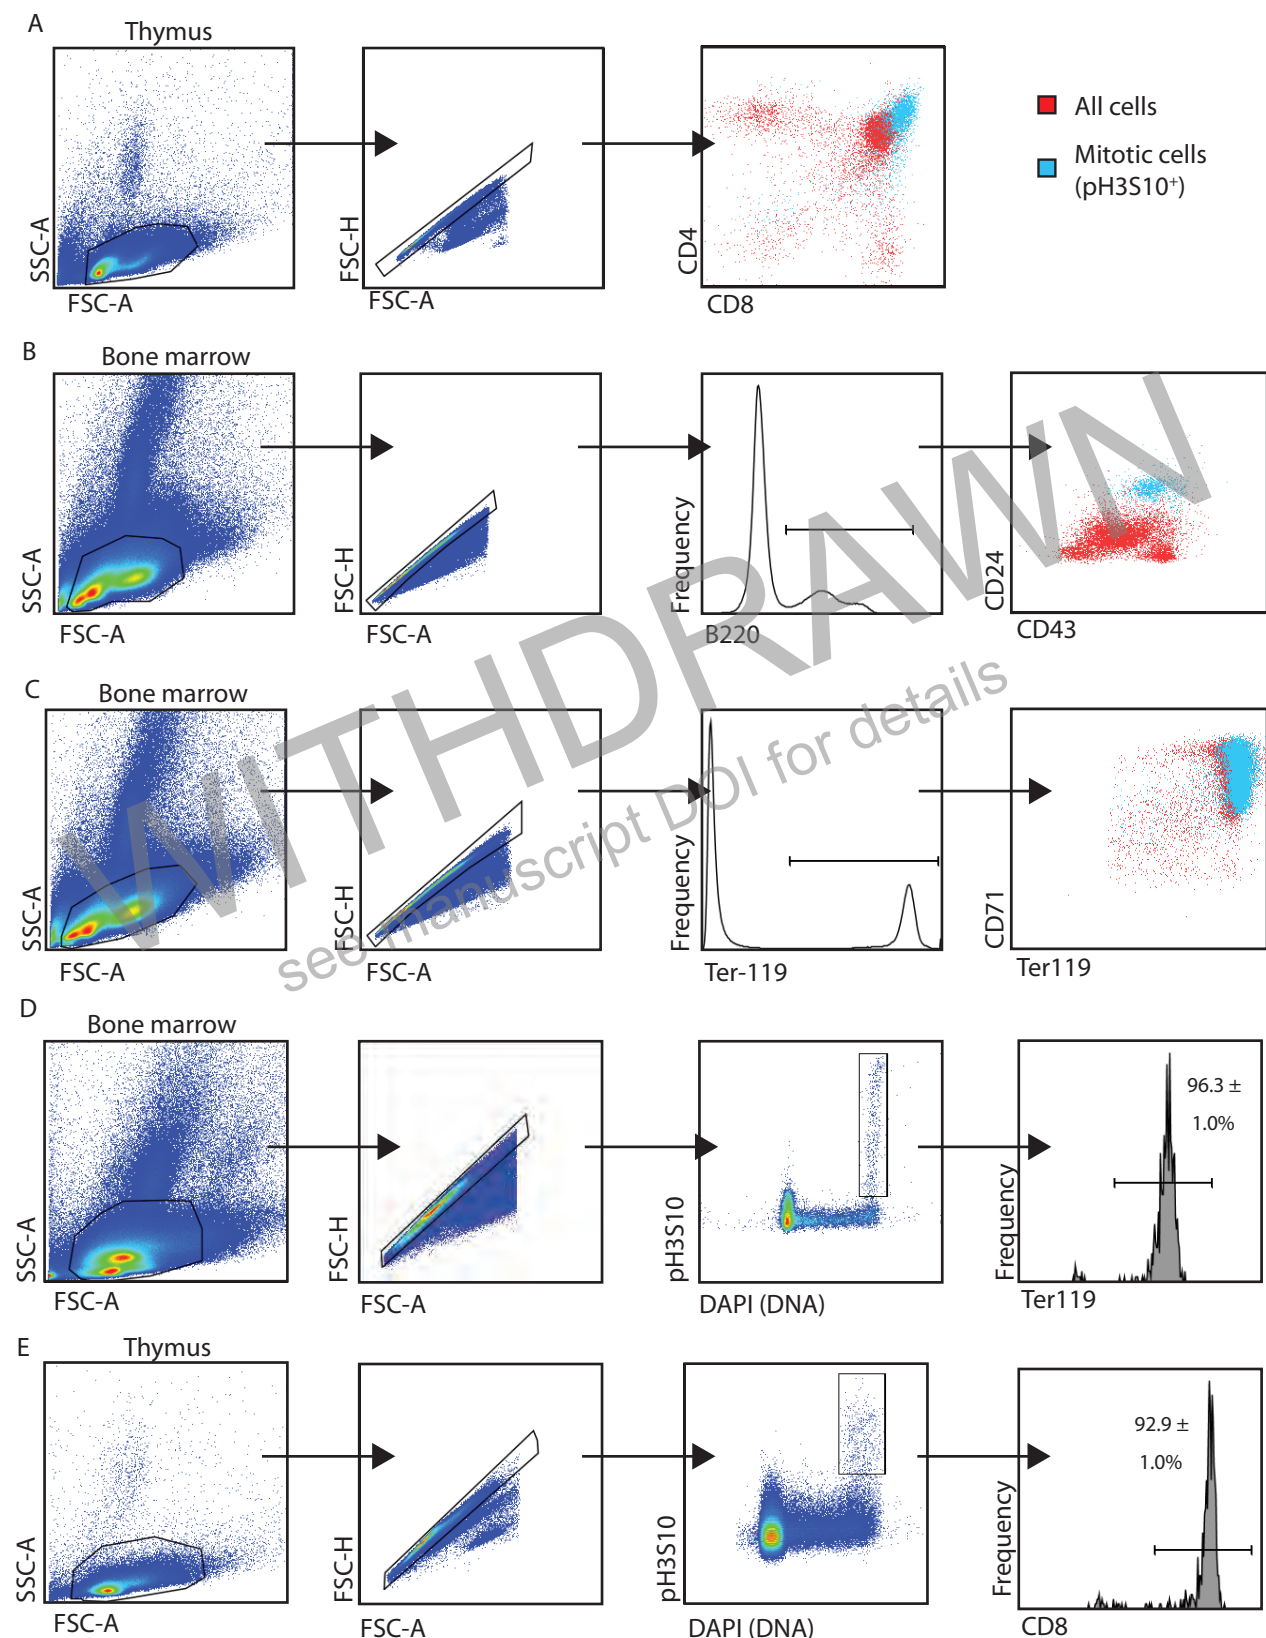 A
Thymus
SSC-A
FSC-A
FSC-H
FSC-A
CD4
CD8
All cells
Mitotic cells
(pH3S10⁺)
B
Bone marrow
SSC-A
FSC-A
FSC-H
FSC-A
Frequency
B220
CD24
CD43
WITHDRAWN
see manuscript DOI for details
C
Bone marrow
SSC-A
FSC-A
FSC-H
FSC-A
Frequency
Ter-119
CD71
Ter119
D
Bone marrow
SSC-A
FSC-A
FSC-H
FSC-A
pH3S10
DAPI (DNA)
96.3 ±
1.0%
Frequency
Ter119
E
Thymus
SSC-A
FSC-A
FSC-H
FSC-A
pH3S10
DAPI (DNA)
92.9 ±
1.0%
Frequency
CD8